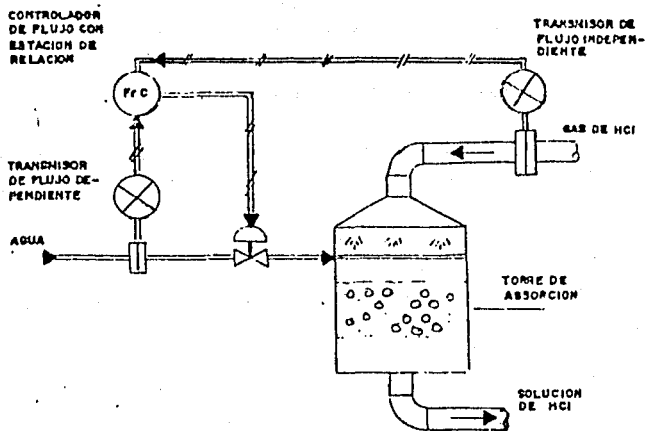 CONTROLADOR
DE FLUJO CON
ESTACION DE
RELACION
TRANSMISOR DE
FLUJO INDEPEN-
DIENTE
FrC
GAS DE HCl
TRANSMISOR
DE FLUJO DE-
PENDIENTE
AGUA
TORRE DE
ABSORCION
SOLUCION
DE HCl